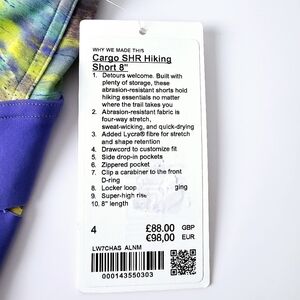 WHY WE MADE THIS
Cargo SHR Hiking
Short 8"
1. Detours welcome. Built with
plenty of storage, these
abrasion-resistant shorts hold
hiking essentials no matter
where the trail takes you
2. Abrasion-resistant fabric is
four-way stretch,
sweat-wicking, and quick-drying
3. Added Lycra® fibre for stretch
and shape retention
4. Drawcord to customize fit
5. Side drop-in pockets
6. Zippered pocket
7. Clip a carabiner to the front
D-ring
8. Locker loop ging
9. Super-high rise
10. 8" length
4
£88.00 GBP
€98,00 EUR
LW7CHAS ALNM
000143550303